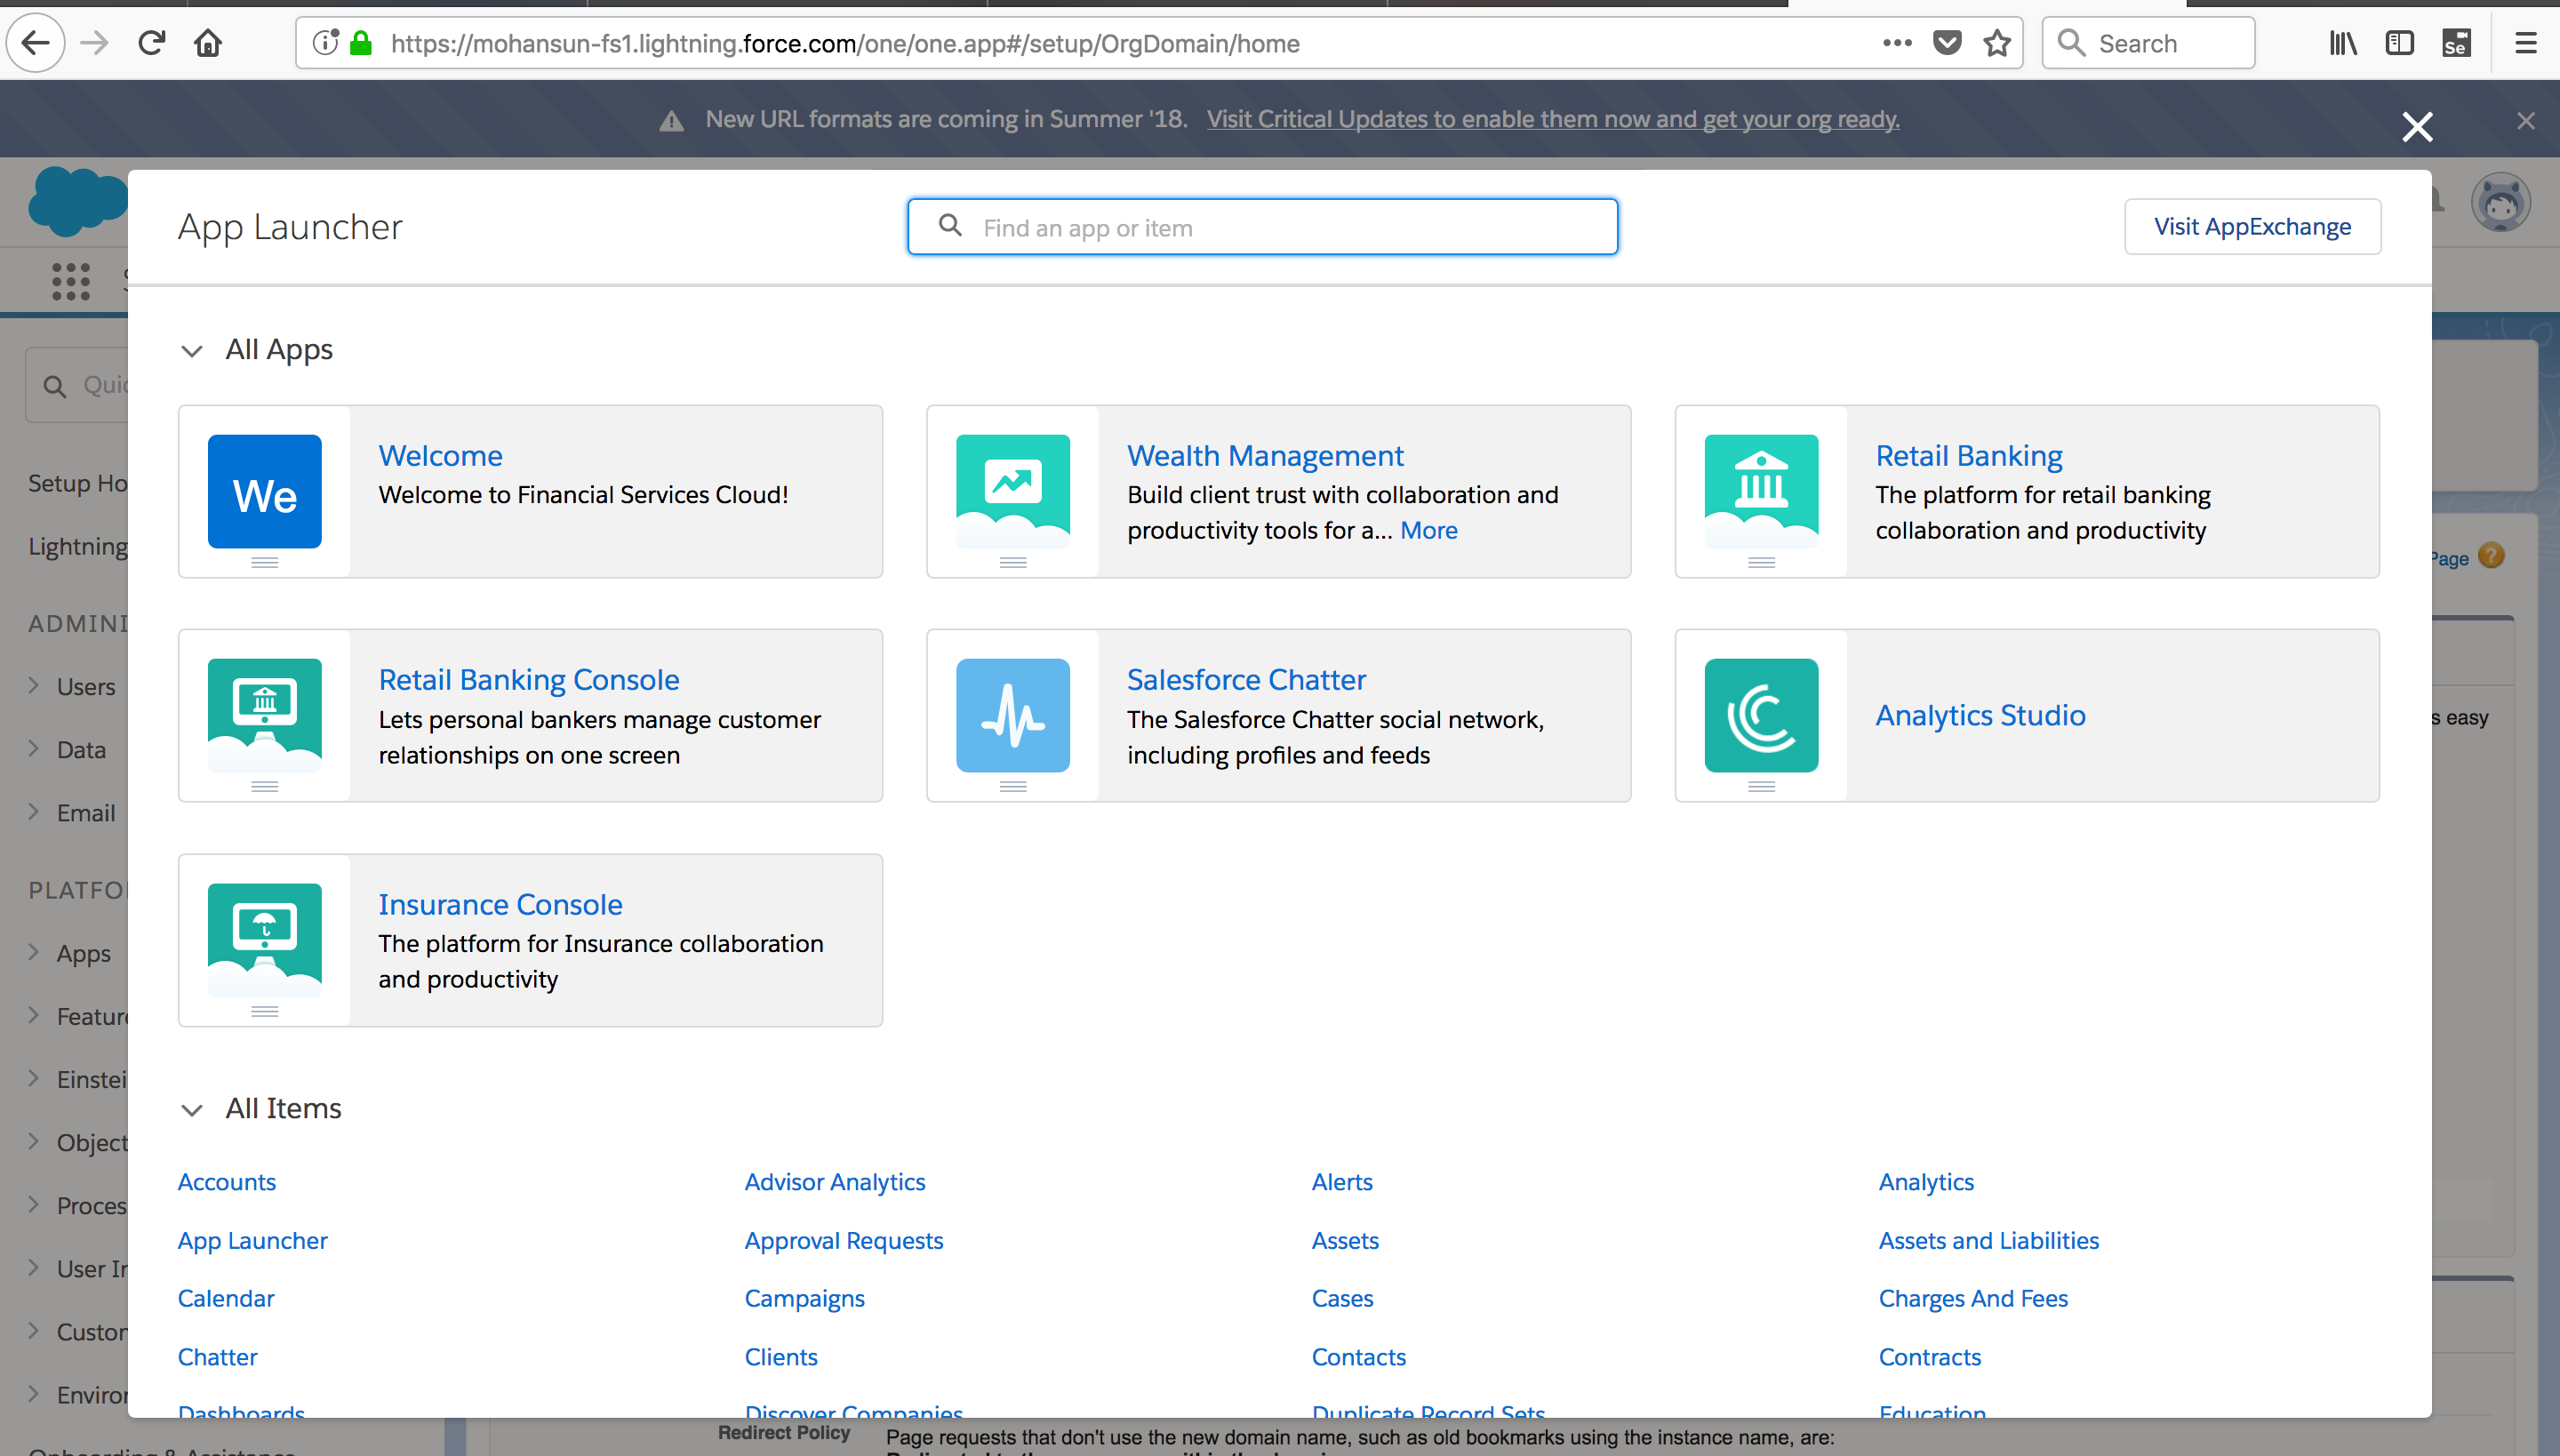 https://mohansun-fs1.lightning.force.com/one/one.app#/setup/OrgDomain/home
Search
Se
New URL formats are coming in Summer '18. Visit Critical Updates to enable them now and get your org ready.
App Launcher
Find an app or item
Visit AppExchange
All Apps
Quic
Setup Ho
Lightning
ADMINI
Users
Data
Email
PLATFO
Apps
Feature
Einstei
Object
Proces
User In
Custon
Enviror
We
Welcome
Welcome to Financial Services Cloud!
Wealth Management
Build client trust with collaboration and
productivity tools for a... More
Retail Banking
The platform for retail banking
collaboration and productivity
Page
Retail Banking Console
Lets personal bankers manage customer
relationships on one screen
Salesforce Chatter
The Salesforce Chatter social network,
including profiles and feeds
Analytics Studio
s easy
Insurance Console
The platform for Insurance collaboration
and productivity
All Items
Accounts Advisor Analytics Alerts Analytics
App Launcher Approval Requests Assets Assets and Liabilities
Calendar Campaigns Cases Charges And Fees
Chatter Clients Contacts Contracts
Dashboards Discover Companies Duplicate Record Sets Education
Redirect Policy Page requests that don't use the new domain name, such as old bookmarks using the instance name, are: